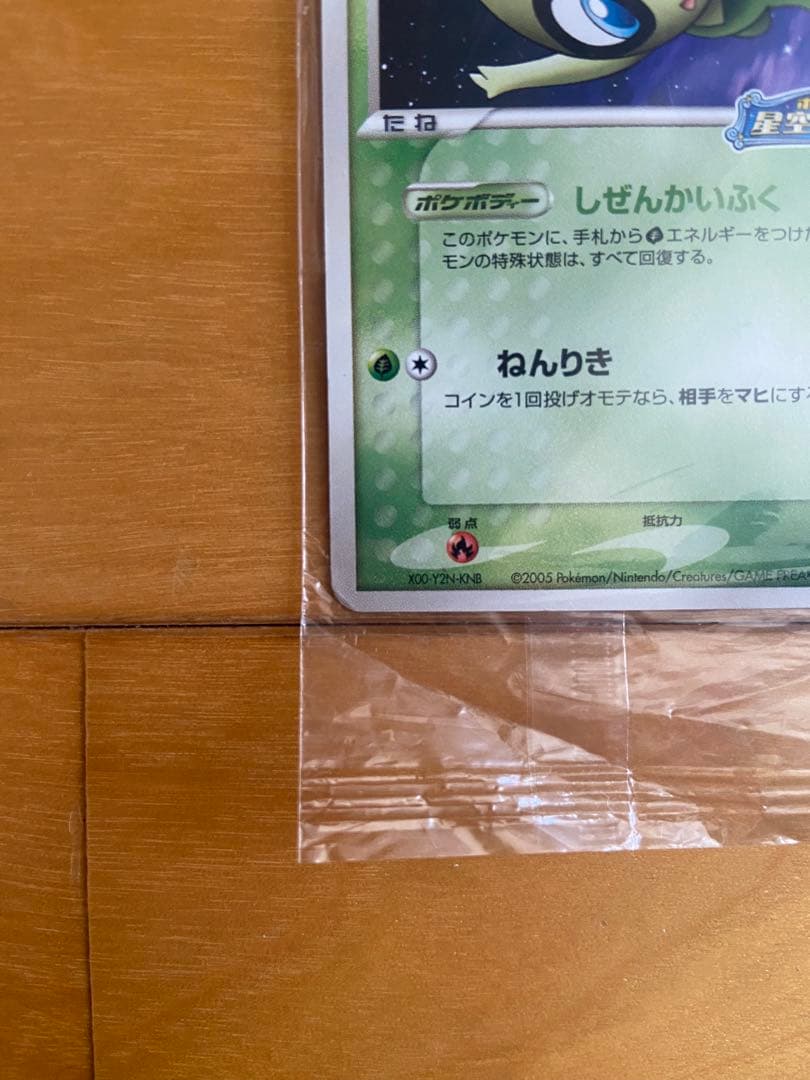 たね
星空
ポケボディー しぜんかいふく
このポケモンに、手札からエネルギーをつけた
モンの特殊状態は、すべて回復する。
ねんりき
コインを1回投げオモテなら、相手をマヒにする
弱点 抵抗力
X00-Y2N-KNB ©2005 Pokémon/Nintendo/Creatures/GAME FREAK